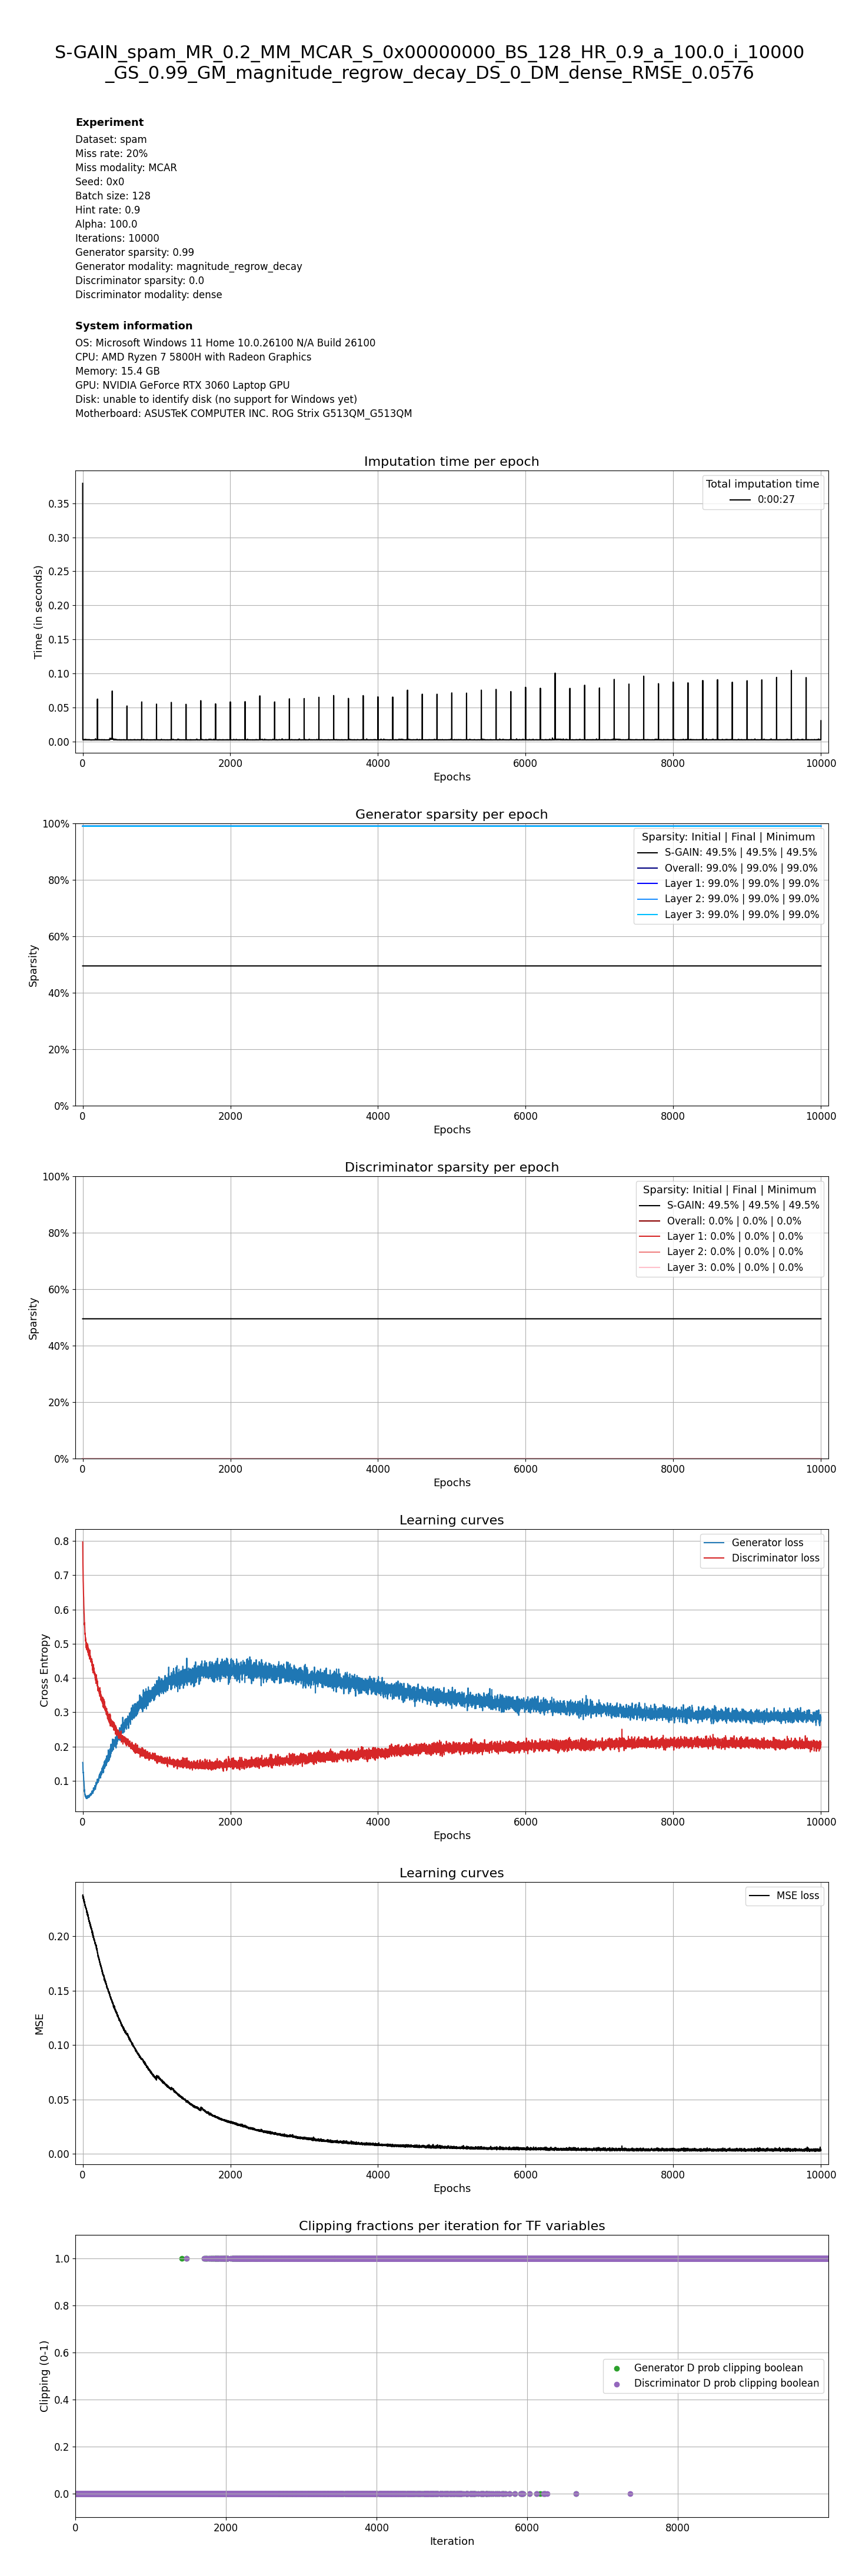 S-GAIN_spam_MR_0.2_MM_MCAR_S_0x00000000_BS_128_HR_0.9_a_100.0_i_10000
_GS_0.99_GM_magnitude_regrow_decay_DS_0_DM_dense_RMSE_0.0576
Experiment
Dataset: spam
Miss rate: 20%
Miss modality: MCAR
Seed: 0x0
Batch size: 128
Hint rate: 0.9
Alpha: 100.0
Iterations: 10000
Generator sparsity: 0.99
Generator modality: magnitude_regrow_decay
Discriminator sparsity: 0.0
Discriminator modality: dense
System information
OS: Microsoft Windows 11 Home 10.0.26100 N/A Build 26100
CPU: AMD Ryzen 7 5800H with Radeon Graphics
Memory: 15.4 GB
GPU: NVIDIA GeForce RTX 3060 Laptop GPU
Disk: unable to identify disk (no support for Windows yet)
Motherboard: ASUSTeK COMPUTER INC. ROG Strix G513QM_G513QM
Imputation time per epoch
Total imputation time
0:00:27
0.35
0.30
0.25
0.20
0.15
0.10
0.05
0.00
Time (in seconds)
0 2000 4000 6000 8000 10000
Epochs
Generator sparsity per epoch
Sparsity: Initial | Final | Minimum
S-GAIN: 49.5% | 49.5% | 49.5%
Overall: 99.0% | 99.0% | 99.0%
Layer 1: 99.0% | 99.0% | 99.0%
Layer 2: 99.0% | 99.0% | 99.0%
Layer 3: 99.0% | 99.0% | 99.0%
100%
80%
60%
40%
20%
0%
Sparsity
0 2000 4000 6000 8000 10000
Epochs
Discriminator sparsity per epoch
Sparsity: Initial | Final | Minimum
S-GAIN: 49.5% | 49.5% | 49.5%
Overall: 0.0% | 0.0% | 0.0%
Layer 1: 0.0% | 0.0% | 0.0%
Layer 2: 0.0% | 0.0% | 0.0%
Layer 3: 0.0% | 0.0% | 0.0%
100%
80%
60%
40%
20%
0%
Sparsity
0 2000 4000 6000 8000 10000
Epochs
Learning curves
Generator loss
Discriminator loss
0.8
0.7
0.6
0.5
0.4
0.3
0.2
0.1
Cross Entropy
0 2000 4000 6000 8000 10000
Epochs
Learning curves
MSE loss
0.20
0.15
0.10
0.05
0.00
MSE
0 2000 4000 6000 8000 10000
Epochs
Clipping fractions per iteration for TF variables
Generator D prob clipping boolean
Discriminator D prob clipping boolean
1.0
0.8
0.6
0.4
0.2
0.0
Clipping (0-1)
0 2000 4000 6000 8000
Iteration